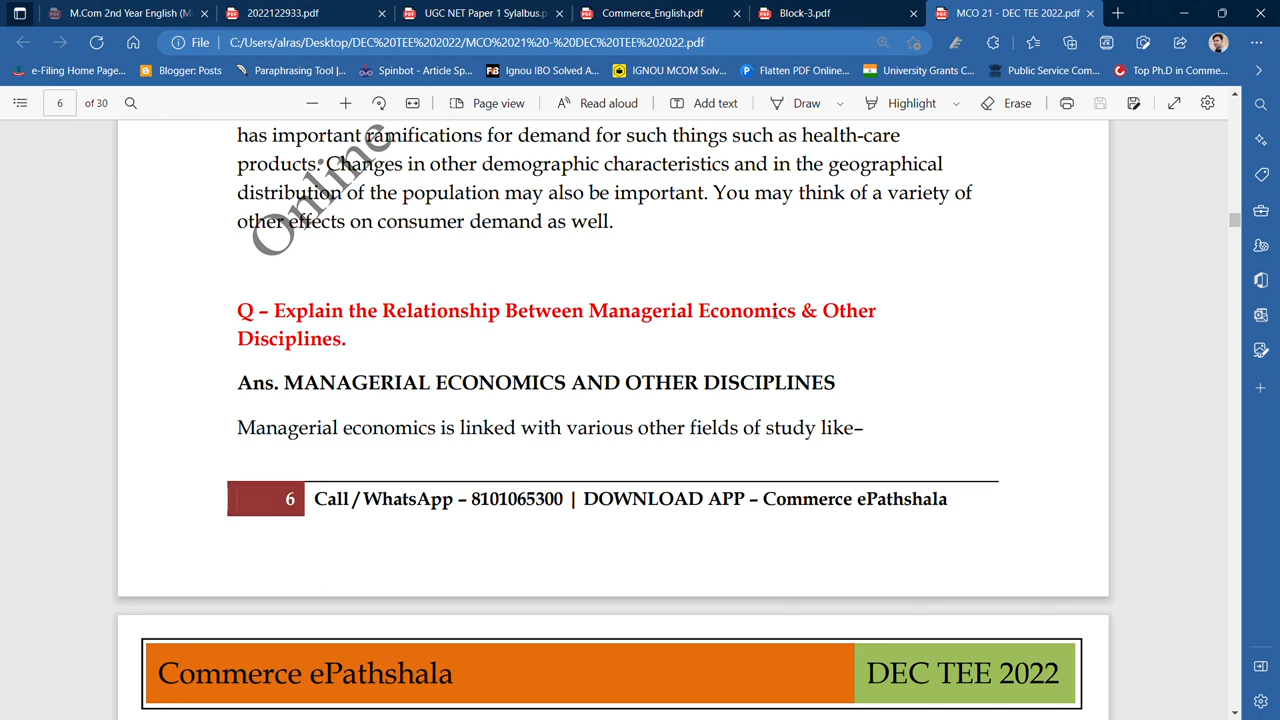 M.Com 2nd Year English (M
2022122933.pdf
UGC NET Paper 1 Sylabus.p
Commerce_English.pdf
Block-3.pdf
MCO 21 - DEC TEE 2022.pdf
File
C:/Users/alras/Desktop/DEC%20TEE%202022/MCO%2021%20-%20DEC%20TEE%202022.pdf
e-Filing Home Page...
Blogger: Posts
Paraphrasing Tool |...
Spinbot - Article Sp...
Ignou IBO Solved A...
IGNOU MCOM Solv...
Flatten PDF Online...
University Grants C...
Public Service Com...
Top Ph.D in Comme...
6 of 30
Page view
Read aloud
Add text
Draw
Highlight
Erase
has important ramifications for demand for such things such as health-care
products. Changes in other demographic characteristics and in the geographical
distribution of the population may also be important. You may think of a variety of
other effects on consumer demand as well.
Online
Q – Explain the Relationship Between Managerial Economics & Other
Disciplines.
Ans. MANAGERIAL ECONOMICS AND OTHER DISCIPLINES
Managerial economics is linked with various other fields of study like–
6 Call / WhatsApp – 8101065300 | DOWNLOAD APP – Commerce ePathshala
Commerce ePathshala
DEC TEE 2022